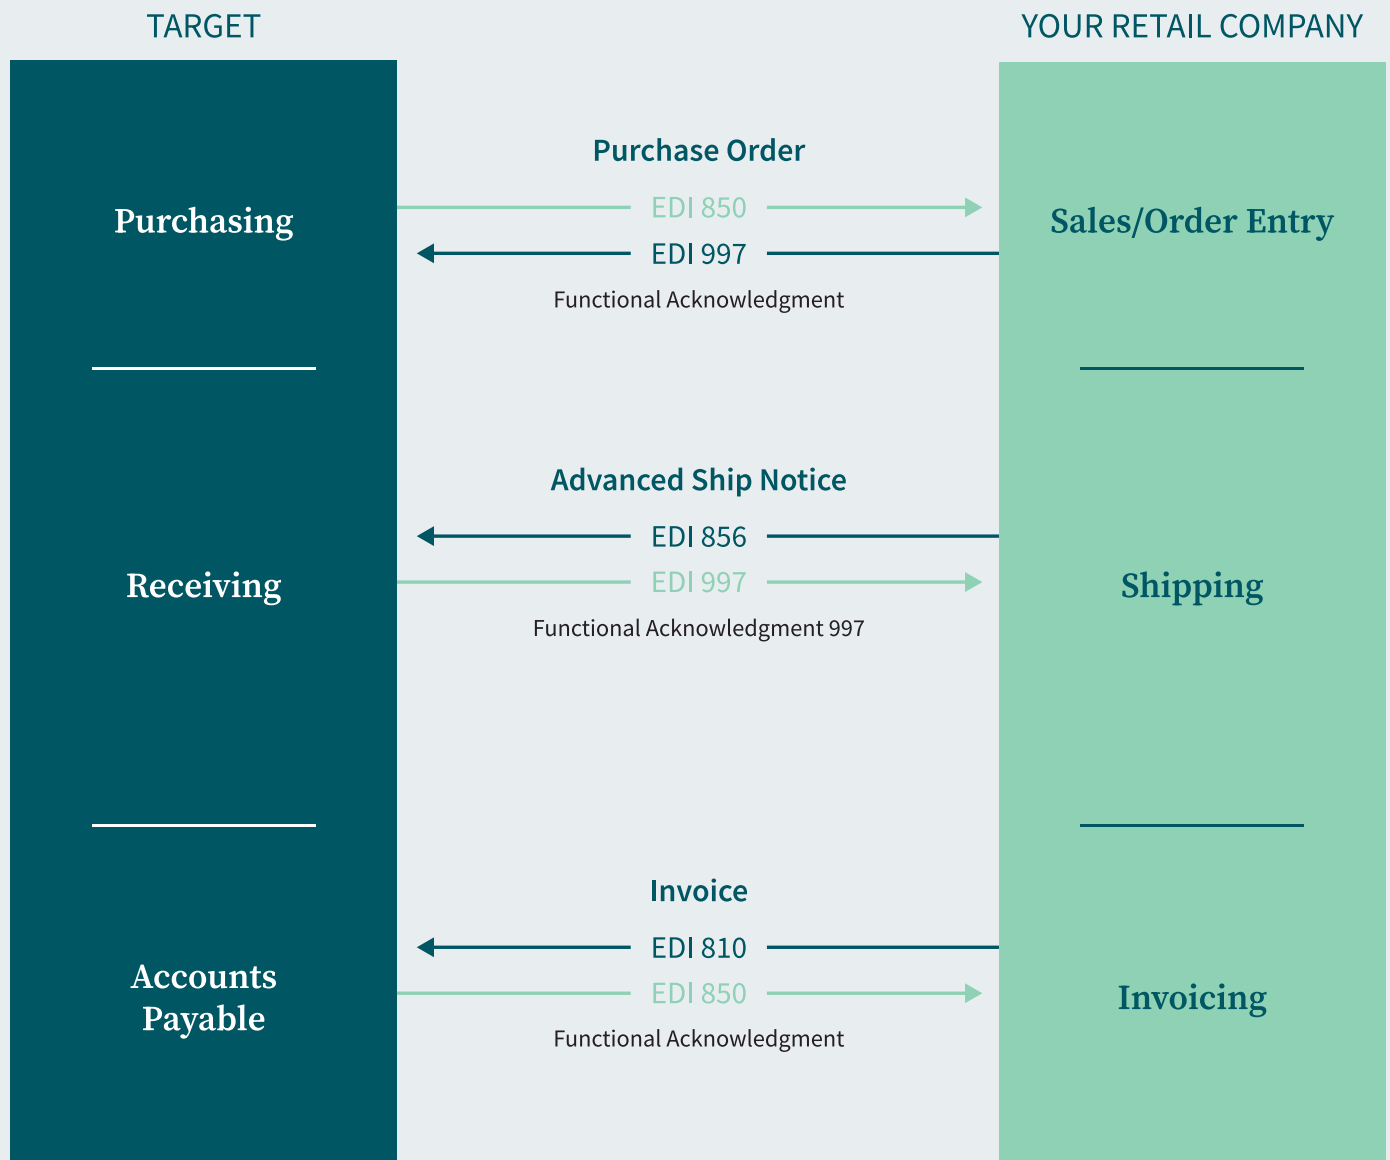 TARGET
YOUR RETAIL COMPANY
Purchase Order
Purchasing
EDI 850
Sales/Order Entry
EDI 997
Functional Acknowledgment
Advanced Ship Notice
EDI 856
Receiving
EDI 997
Shipping
Functional Acknowledgment 997
Invoice
EDI 810
Accounts
Payable
EDI 850
Invoicing
Functional Acknowledgment